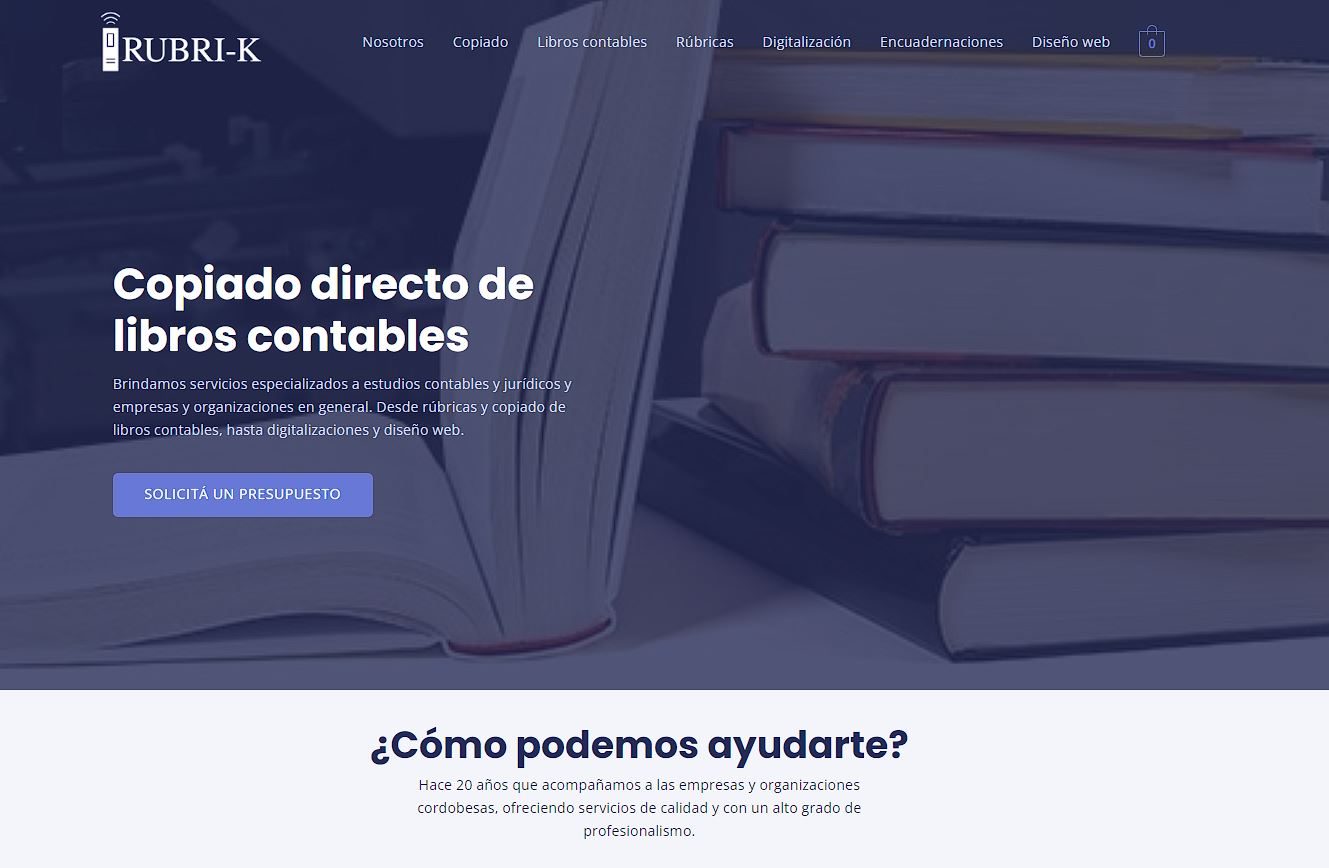 RUBRI-K
Nosotros Copiado Libros contables Rúbricas Digitalización Encuadernaciones Diseño web 0
Copiado directo de
libros contables
Brindamos servicios especializados a estudios contables y jurídicos y
empresas y organizaciones en general. Desde rúbricas y copiado de
libros contables, hasta digitalizaciones y diseño web.
SOLICITÁ UN PRESUPUESTO
¿Cómo podemos ayudarte?
Hace 20 años que acompañamos a las empresas y organizaciones
cordobesas, ofreciendo servicios de calidad y con un alto grado de
profesionalismo.